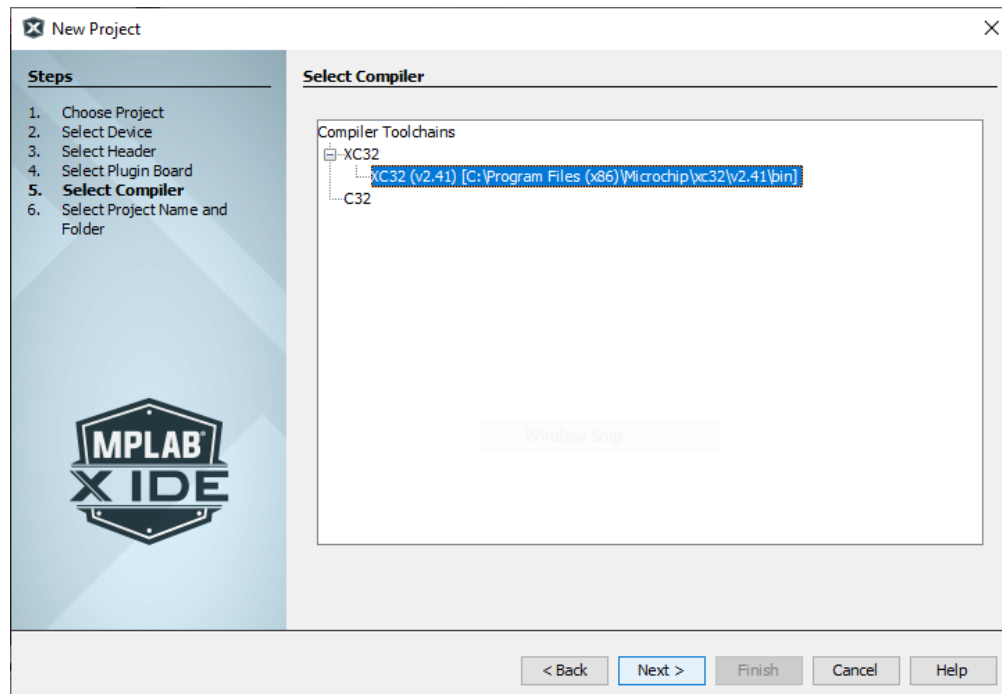 New Project
Steps
1. Choose Project
2. Select Device
3. Select Header
4. Select Plugin Board
5. Select Compiler
6. Select Project Name and
Folder
MPLAB
X IDE
Select Compiler
Compiler Toolchains
XC32
XC32 (v2.41) [C:\Program Files (x86)\Microchip\xc32\v2.41\bin]
C32
Window Snip
< Back
Next >
Finish
Cancel
Help